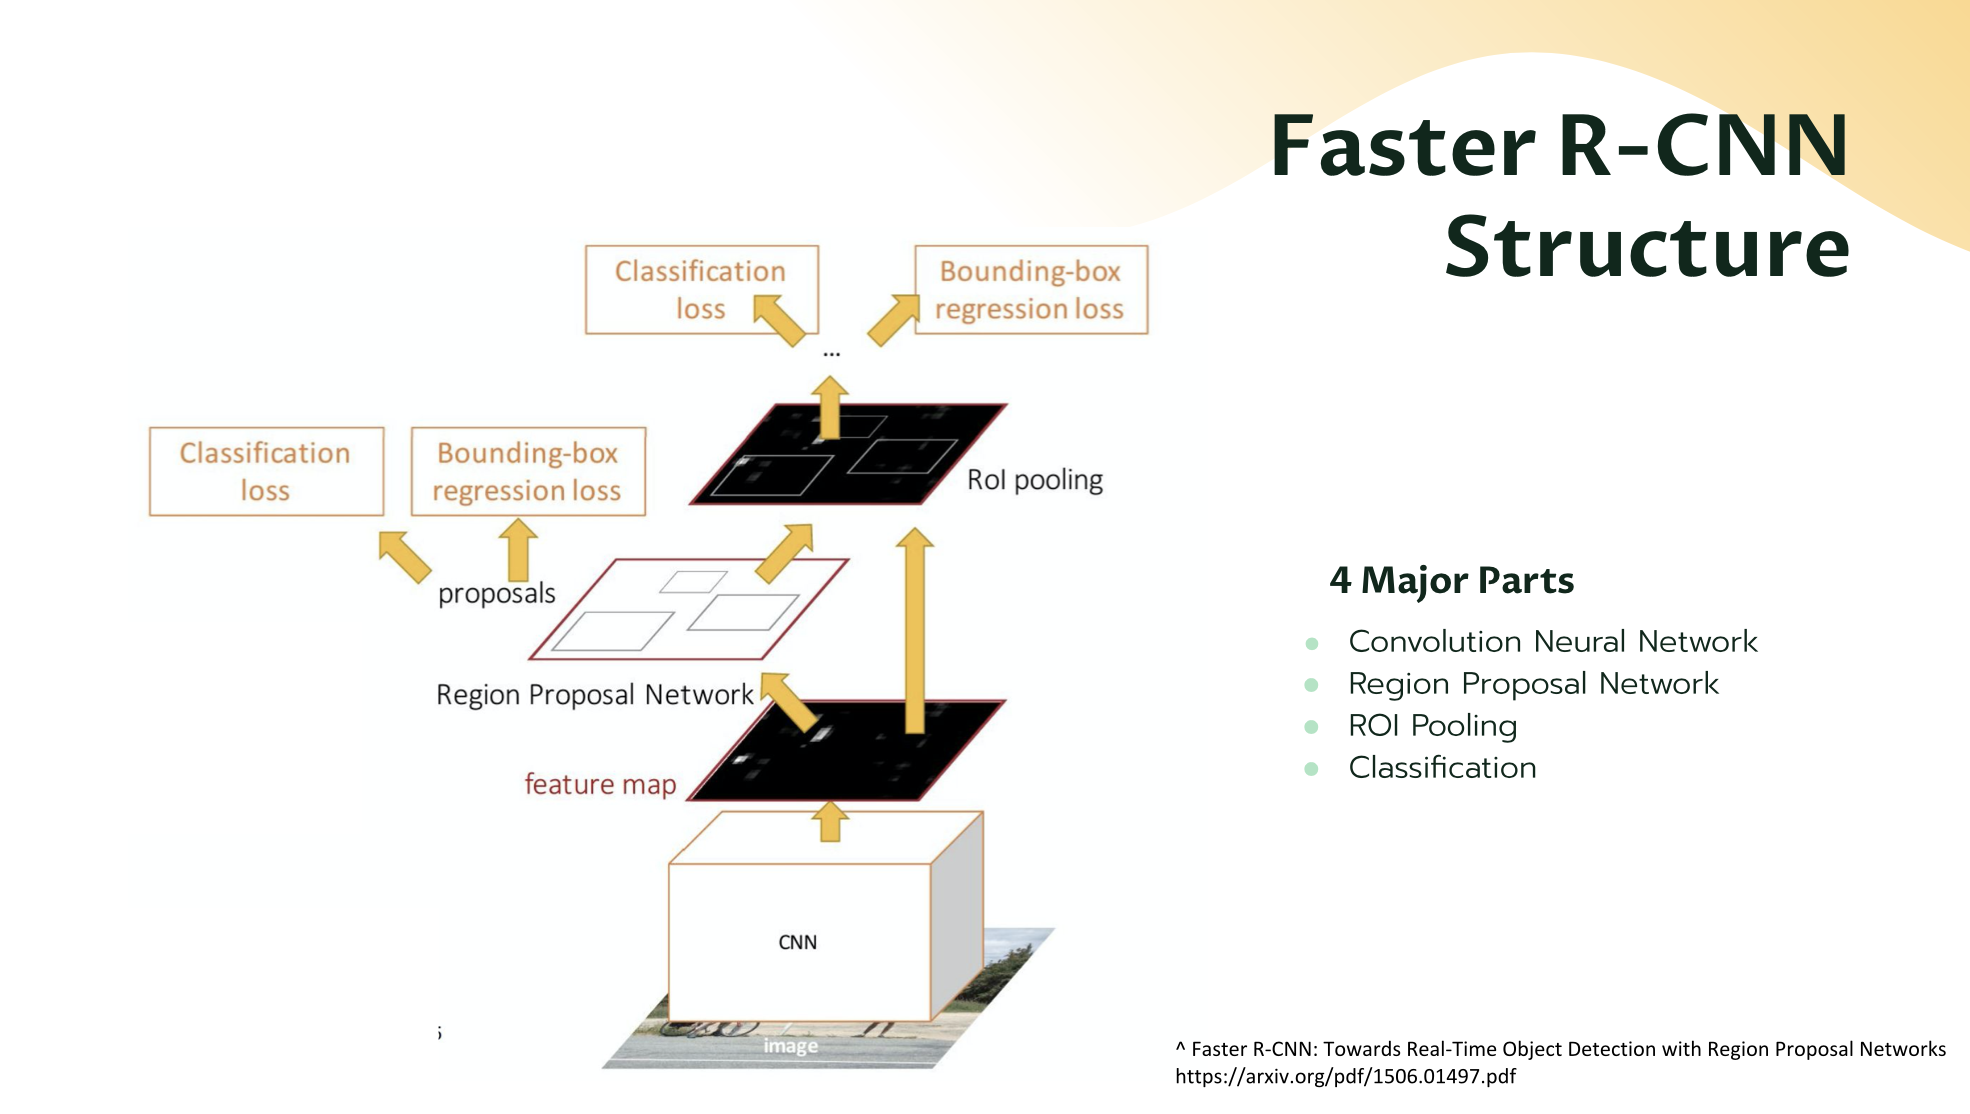 Faster R-CNN
Structure
Classification
loss
Bounding-box
regression loss
...
Classification
loss
Bounding-box
regression loss
RoI pooling
proposals
Region Proposal Network
feature map
CNN
image
4 Major Parts
Convolution Neural Network
Region Proposal Network
ROI Pooling
Classification
^ Faster R-CNN: Towards Real-Time Object Detection with Region Proposal Networks
https://arxiv.org/pdf/1506.01497.pdf